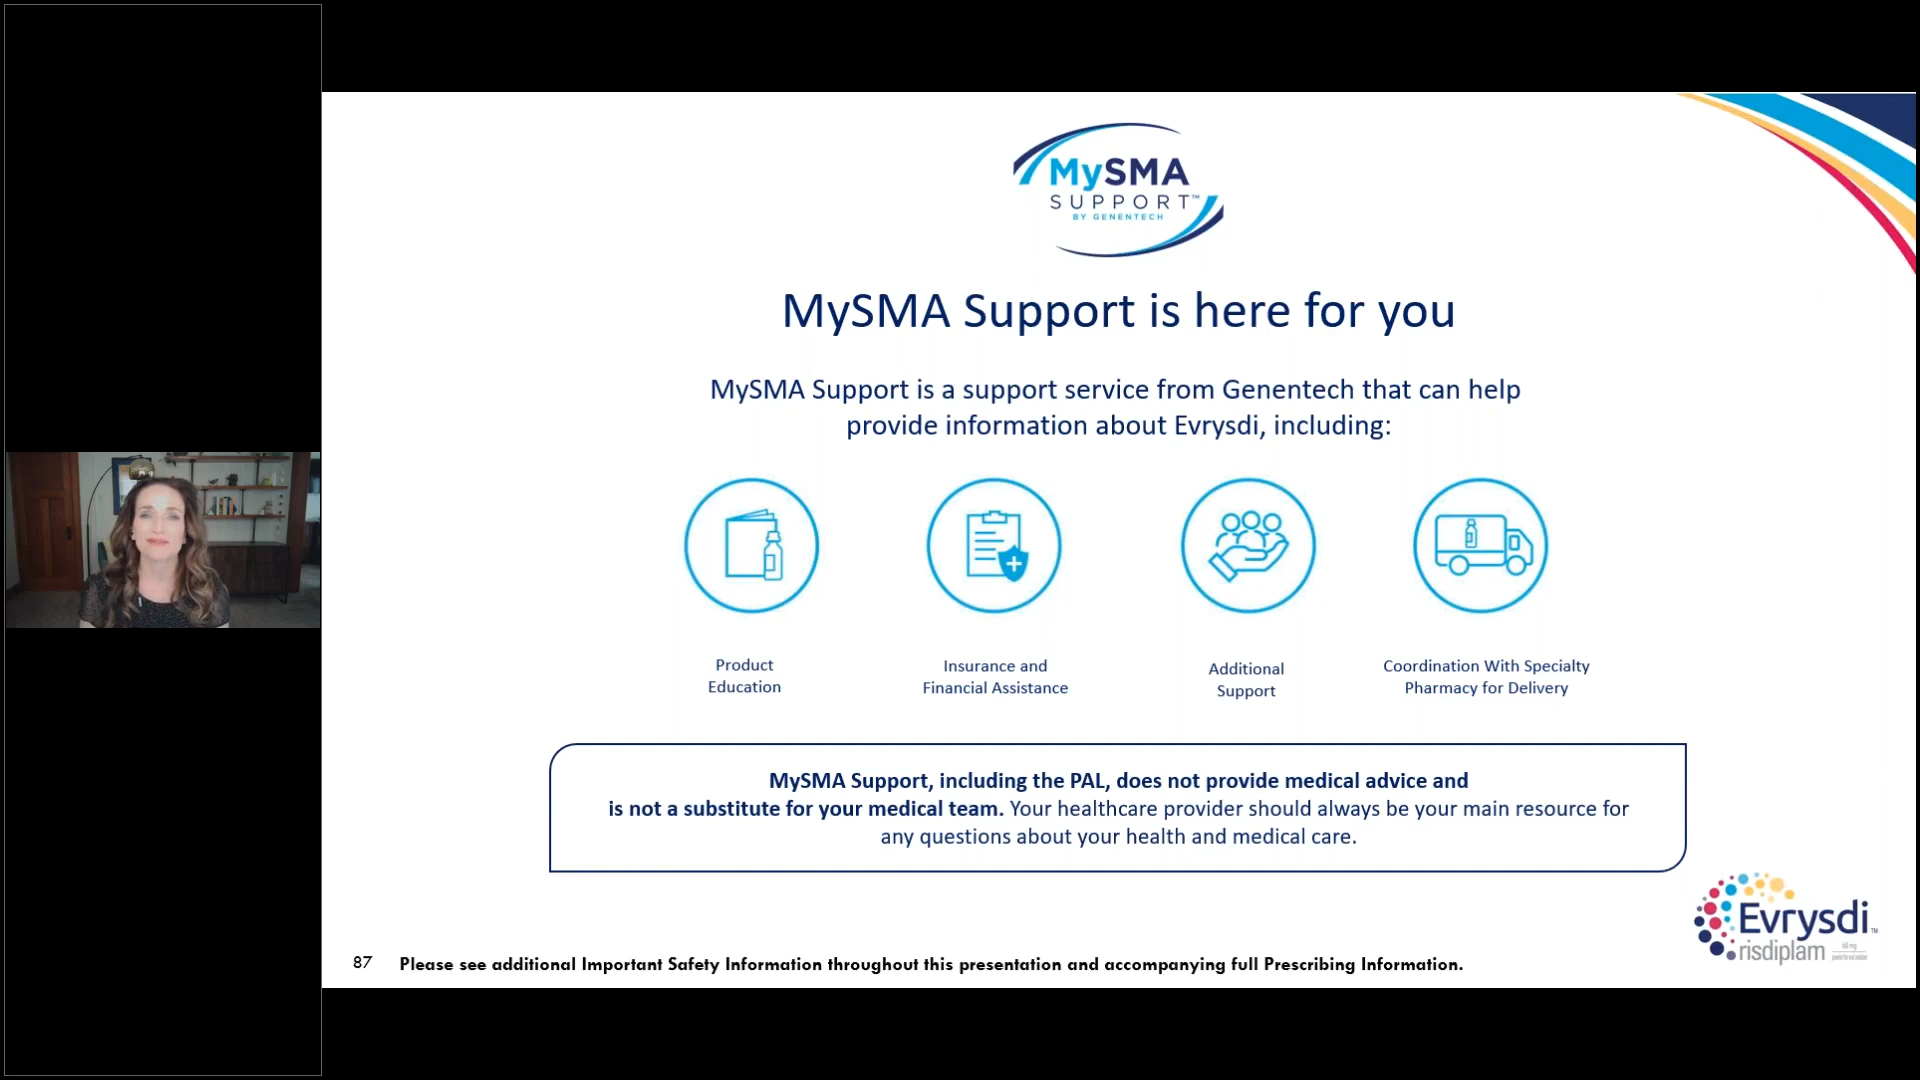 MySMA
SUPPORT™
BY GENENTECH
MySMA Support is here for you
MySMA Support is a support service from Genentech that can help
provide information about Evrysdi, including:
Product
Education
Insurance and
Financial Assistance
Additional
Support
Coordination With Specialty
Pharmacy for Delivery
MySMA Support, including the PAL, does not provide medical advice and
is not a substitute for your medical team. Your healthcare provider should always be your main resource for
any questions about your health and medical care.
Evrysdi™
risdiplam
87 Please see additional Important Safety Information throughout this presentation and accompanying full Prescribing Information.